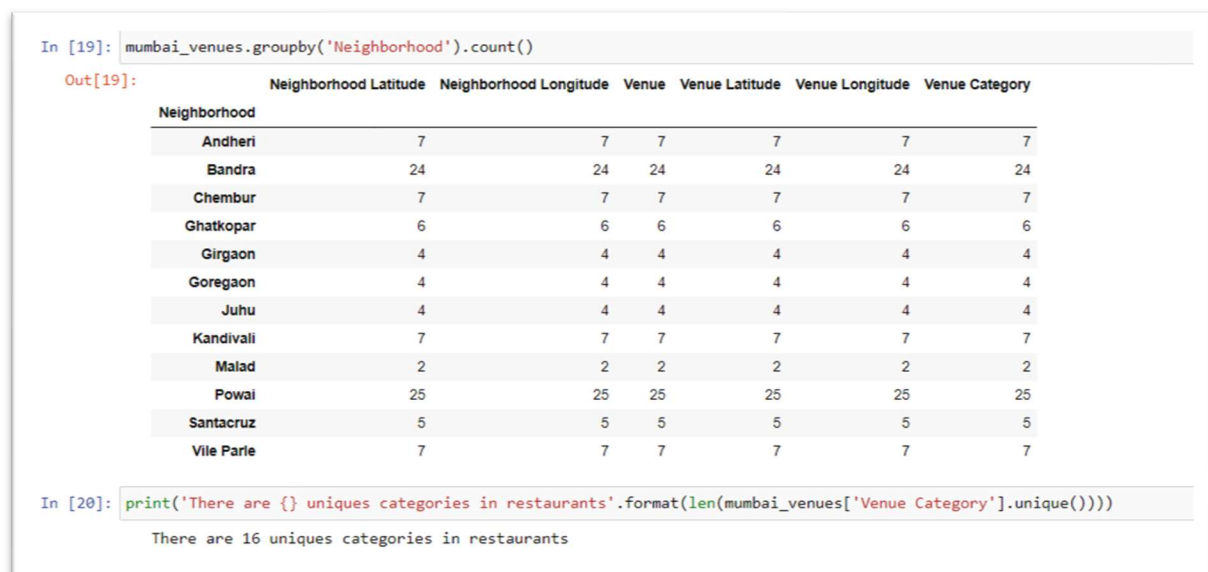 In [19]: mumbai_venues.groupby('Neighborhood').count()
Out[19]:
Neighborhood Latitude Neighborhood Longitude Venue Venue Latitude Venue Longitude Venue Category
Neighborhood
Andheri 7 7 7 7 7 7
Bandra 24 24 24 24 24 24
Chembur 7 7 7 7 7 7
Ghatkopar 6 6 6 6 6 6
Girgaon 4 4 4 4 4 4
Goregaon 4 4 4 4 4 4
Juhu 4 4 4 4 4 4
Kandivali 7 7 7 7 7 7
Malad 2 2 2 2 2 2
Powai 25 25 25 25 25 25
Santacruz 5 5 5 5 5 5
Vile Parle 7 7 7 7 7 7
In [20]: print('There are {} uniques categories in restaurants'.format(len(mumbai_venues['Venue Category'].unique())))
There are 16 uniques categories in restaurants